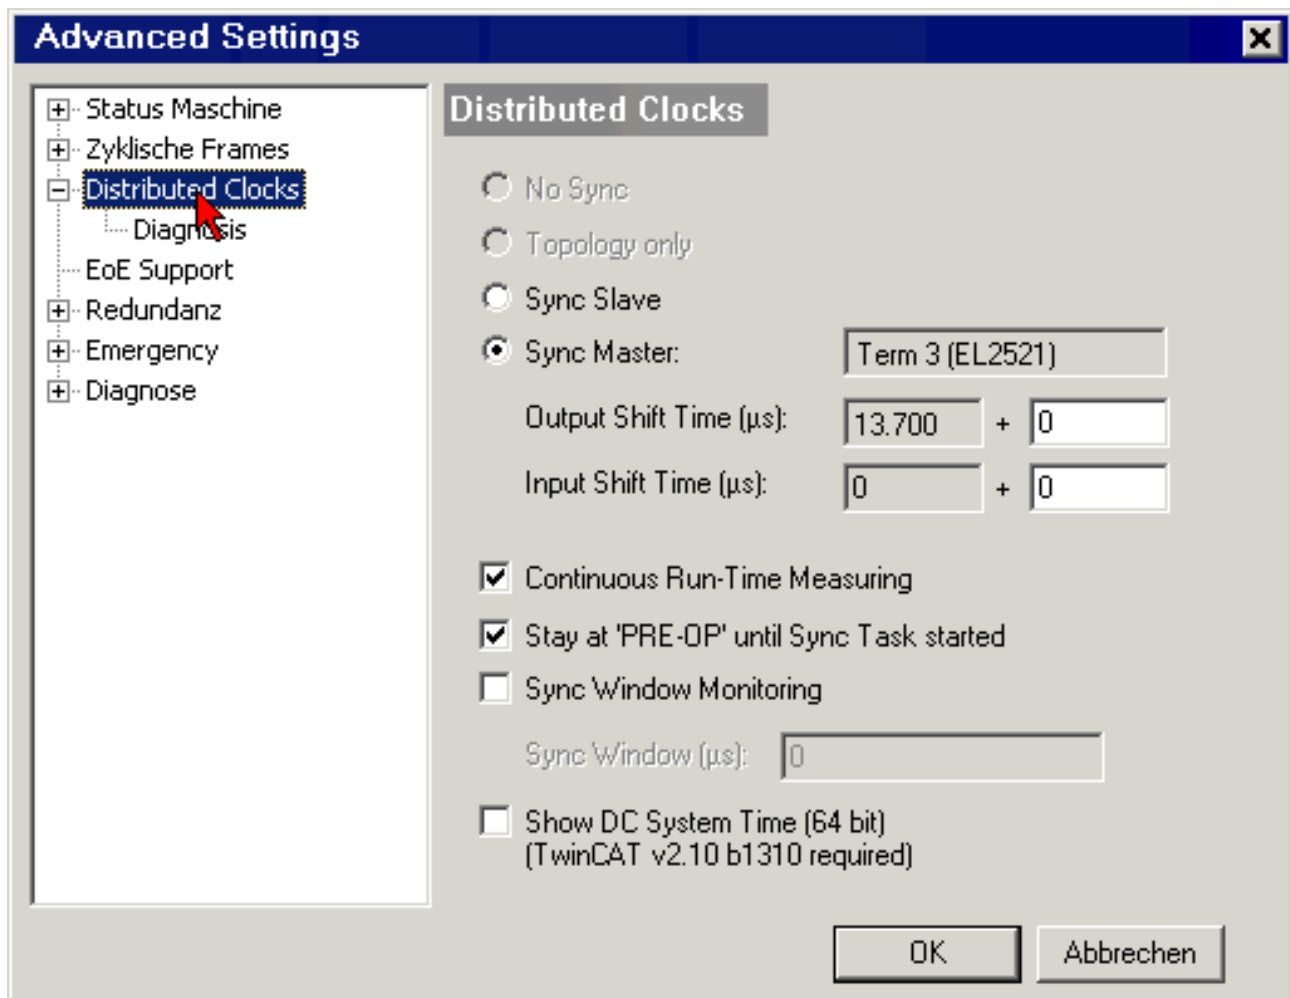 Advanced Settings
Status Maschine
Zyklische Frames
Distributed Clocks
Diagnosis
EoE Support
Redundanz
Emergency
Diagnose
Distributed Clocks
No Sync
Topology only
Sync Slave
Sync Master: Term 3 (EL2521)
Output Shift Time (µs): 13.700 + 0
Input Shift Time (µs): 0 + 0
Continuous Run-Time Measuring
Stay at 'PRE-OP' until Sync Task started
Sync Window Monitoring
Sync Window (µs): 0
Show DC System Time (64 bit)
(TwinCAT v2.10 b1310 required)
OK Abbrechen